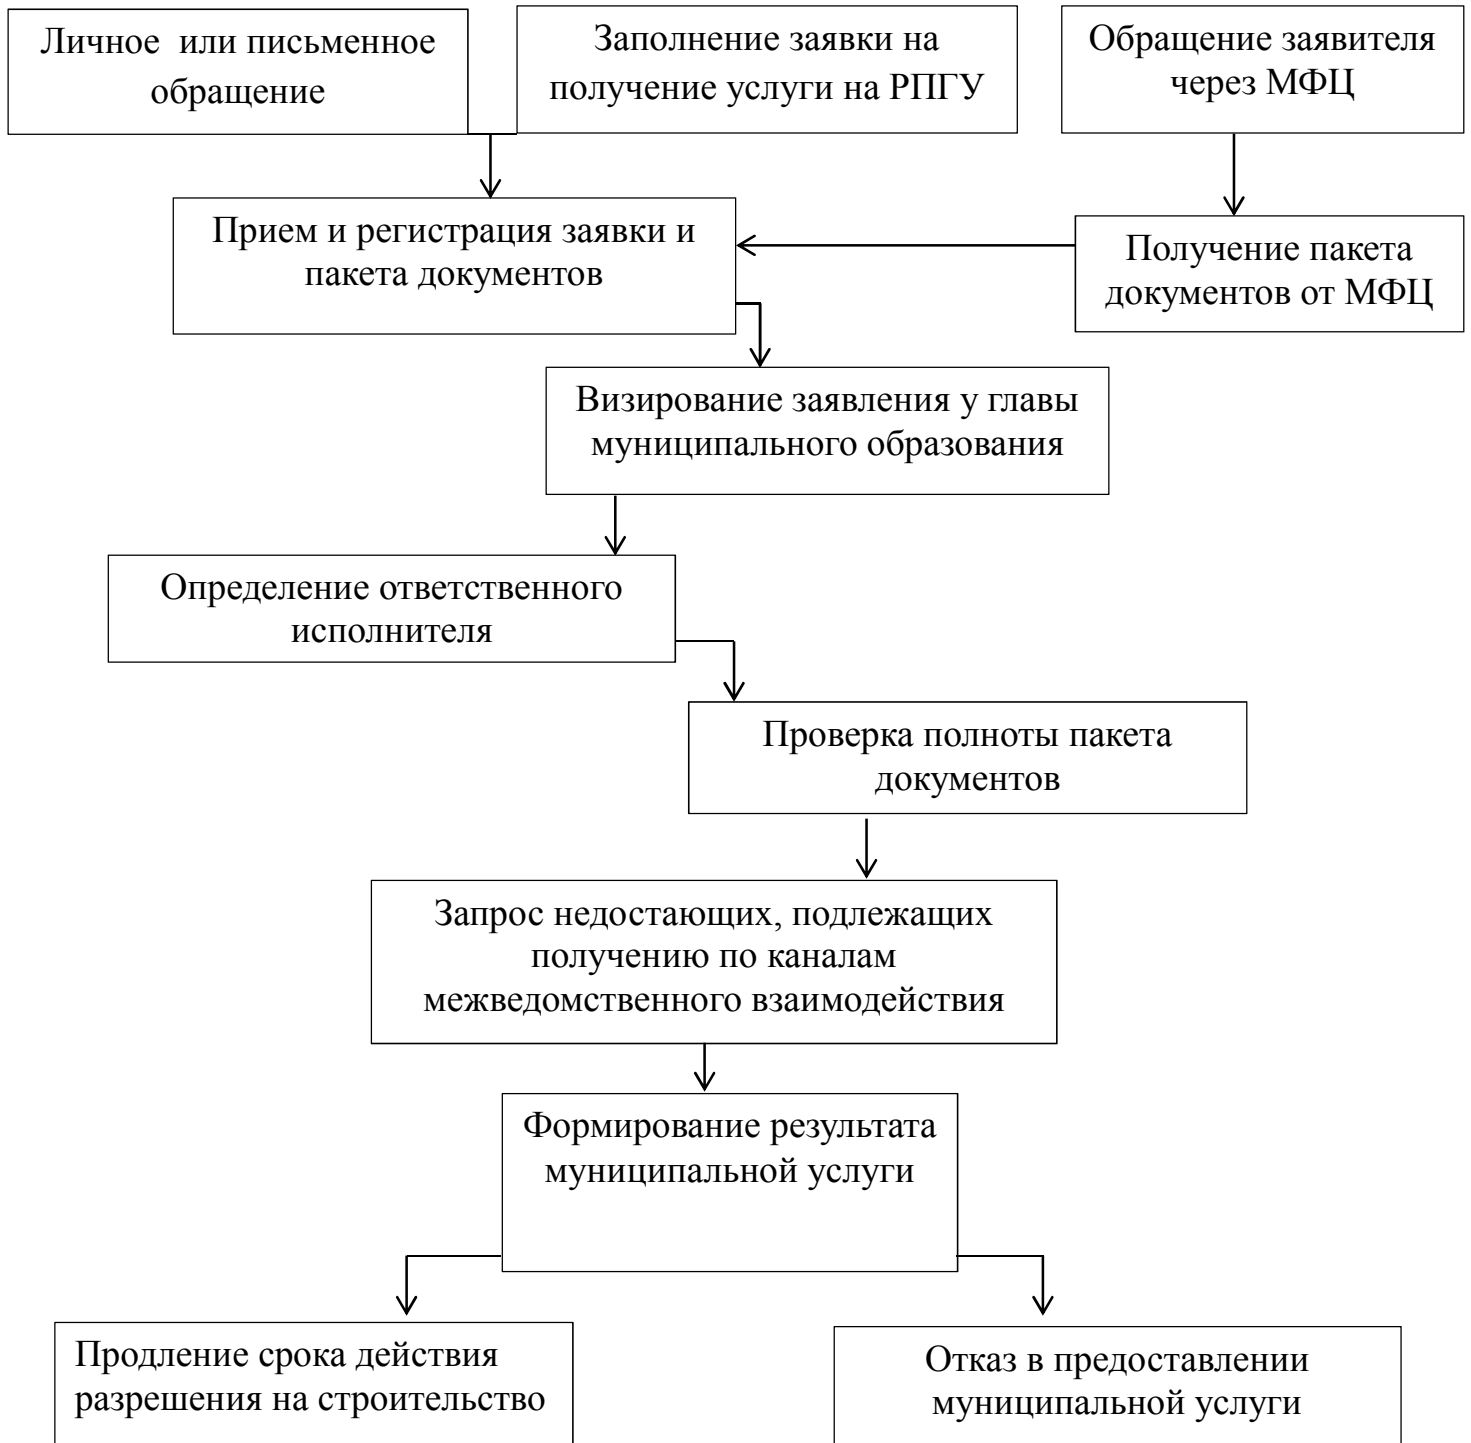 Личное или письменное
обращение
Заполнение заявки на
получение услуги на РПГУ
Обращение заявителя
через МФЦ
Прием и регистрация заявки и
пакета документов
Получение пакета
документов от МФЦ
Визирование заявления у главы
муниципального образования
Определение ответственного
исполнителя
Проверка полноты пакета
документов
Запрос недостающих, подлежащих
получению по каналам
межведомственного взаимодействия
Формирование результата
муниципальной услуги
Продление срока действия
разрешения на строительство
Отказ в предоставлении
муниципальной услуги